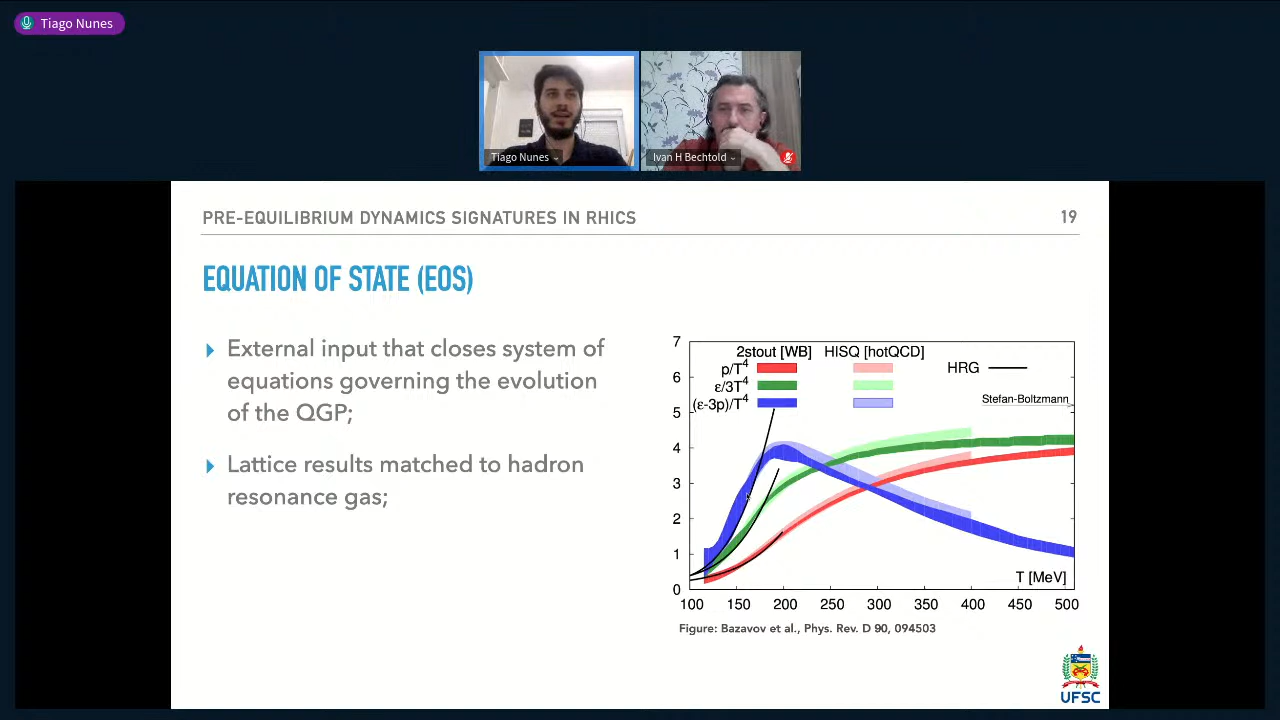 Tiago Nunes
Tiago Nunes
Ivan H Bechtold
PRE-EQUILIBRIUM DYNAMICS SIGNATURES IN RHICS
19
EQUATION OF STATE (EOS)
External input that closes system of
equations governing the evolution
of the QGP;
Lattice results matched to hadron
resonance gas;
7
6
5
4
3
2
1
0
2stout [WB] HISQ [hotQCD]
p/T⁴
ε/3T⁴
(ε-3p)/T⁴
HRG
Stefan-Boltzmann
T [MeV]
100 150 200 250 300 350 400 450 500
Figure: Bazavov et al., Phys. Rev. D 90, 094503
UFSC